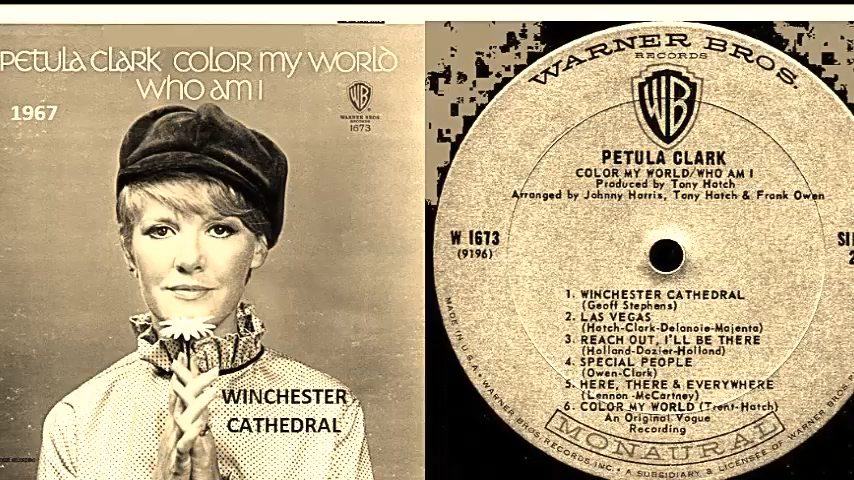 PETULA CLARK COLOR MY WORLD
WHO AM I
1967
WB
WARNER BROS
RECORDS
1673
WINCHESTER
CATHEDRAL
WARNER BROS.
RECORDS
WB
PETULA CLARK
COLOR MY WORLD/WHO AM I
Produced by Tony Hatch
Arranged by Johnny Harris, Tony Hatch & Frank Owen
W 1673
(9196)
SI
2
1. WINCHESTER CATHEDRAL
(Geoff Stephens)
2. LAS VEGAS
(Hatch-Clark-Delanoie-Majenta)
3. REACH OUT, I'LL BE THERE
(Holland-Dozier-Holland)
4. SPECIAL PEOPLE
(Owen-Clark)
5. HERE, THERE & EVERYWHERE
(Lennon-McCartney)
6. COLOR MY WORLD (Trent-Hatch)
An Original Vogue
Recording
MONAURAL
MADE IN U.S.A. • WARNER BROS. RECORDS INC. • A SUBSIDIARY & LICENSEE OF WARNER BROS.